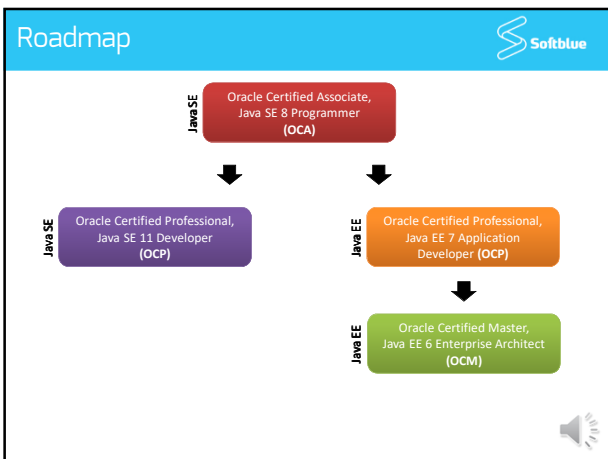 Roadmap
Softblue
Java SE
Oracle Certified Associate,
Java SE 8 Programmer
(OCA)
Java SE
Oracle Certified Professional,
Java SE 11 Developer
(OCP)
Java EE
Oracle Certified Professional,
Java EE 7 Application
Developer (OCP)
Java EE
Oracle Certified Master,
Java EE 6 Enterprise Architect
(OCM)